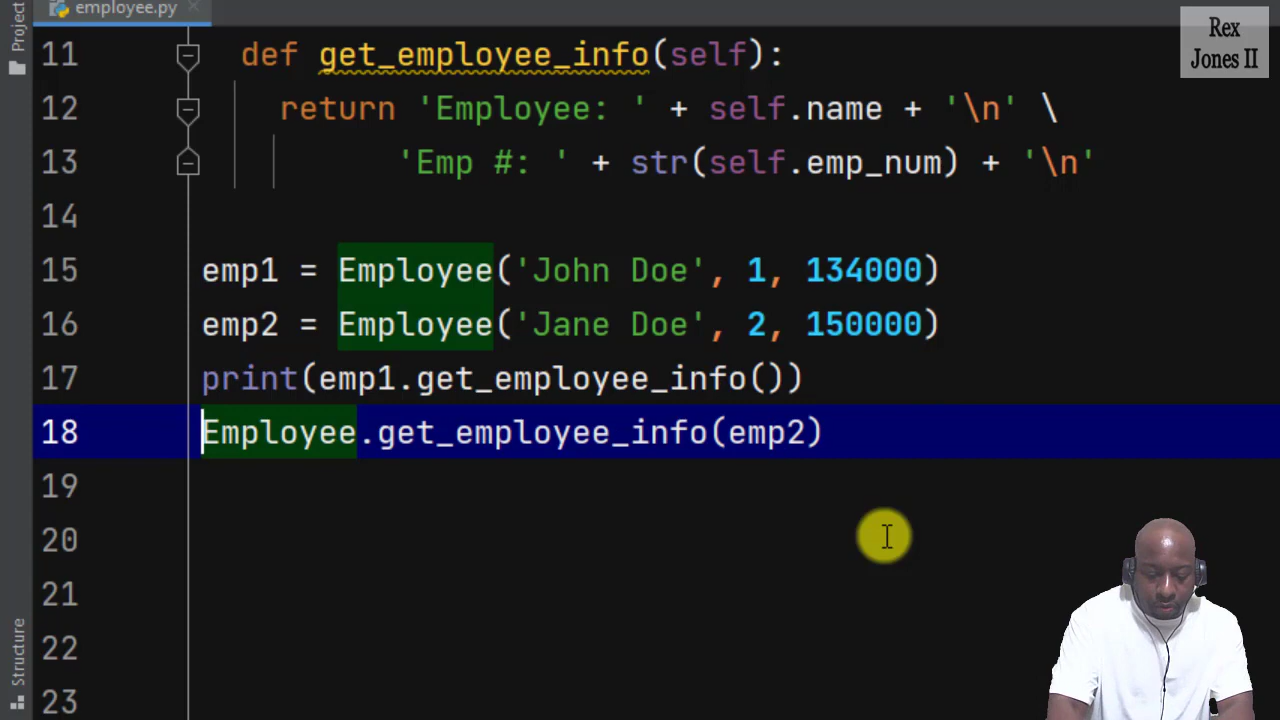 Project
employee.py
Rex
Jones II
11 def get_employee_info(self):
12 return 'Employee: ' + self.name + '\n' \
13 'Emp #: ' + str(self.emp_num) + '\n'
14
15 emp1 = Employee('John Doe', 1, 134000)
16 emp2 = Employee('Jane Doe', 2, 150000)
17 print(emp1.get_employee_info())
18 Employee.get_employee_info(emp2)
19
20
21
22
23
Structure